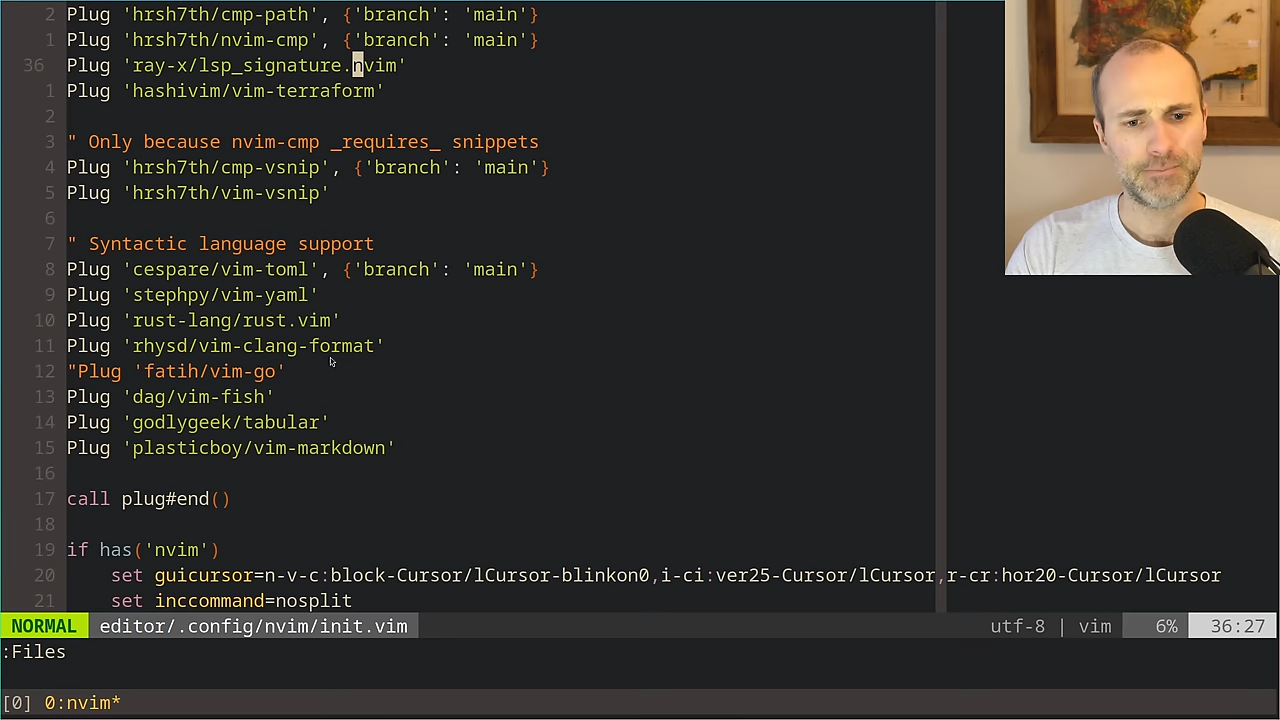 2 Plug 'hrsh7th/cmp-path', {'branch': 'main'}
1 Plug 'hrsh7th/nvim-cmp', {'branch': 'main'}
36 Plug 'ray-x/lsp_signature.nvim'
1 Plug 'hashivim/vim-terraform'
2
3 " Only because nvim-cmp _requires_ snippets
4 Plug 'hrsh7th/cmp-vsnip', {'branch': 'main'}
5 Plug 'hrsh7th/vim-vsnip'
6
7 " Syntactic language support
8 Plug 'cespare/vim-toml', {'branch': 'main'}
9 Plug 'stephpy/vim-yaml'
10 Plug 'rust-lang/rust.vim'
11 Plug 'rhysd/vim-clang-format'
12 "Plug 'fatih/vim-go'
13 Plug 'dag/vim-fish'
14 Plug 'godlygeek/tabular'
15 Plug 'plasticboy/vim-markdown'
16
17 call plug#end()
18
19 if has('nvim')
20 set guicursor=n-v-c:block-Cursor/lCursor-blinkon0,i-ci:ver25-Cursor/lCursor,r-cr:hor20-Cursor/lCursor
21 set inccommand=nosplit
NORMAL editor/.config/nvim/init.vim utf-8 | vim 6% 36:27
:Files
[0] 0:nvim*